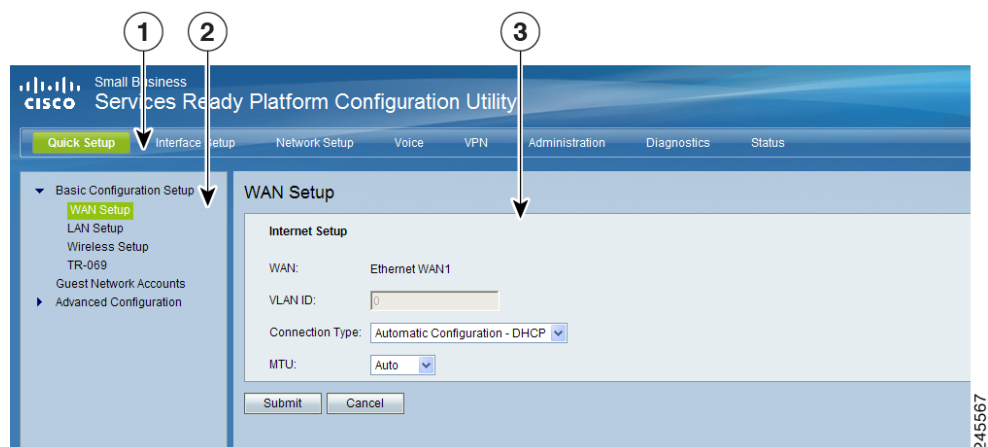 1 2 3
Small Business
CISCO Services Ready Platform Configuration Utility
Quick Setup Interface Setup Network Setup Voice VPN Administration Diagnostics Status
Basic Configuration Setup
WAN Setup
LAN Setup
Wireless Setup
TR-069
Guest Network Accounts
Advanced Configuration
WAN Setup
Internet Setup
WAN: Ethernet WAN1
VLAN ID: 0
Connection Type: Automatic Configuration - DHCP
MTU: Auto
Submit Cancel
245567